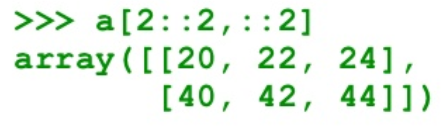 >>> a[2::2,::2]
array([[20, 22, 24],
       [40, 42, 44]])